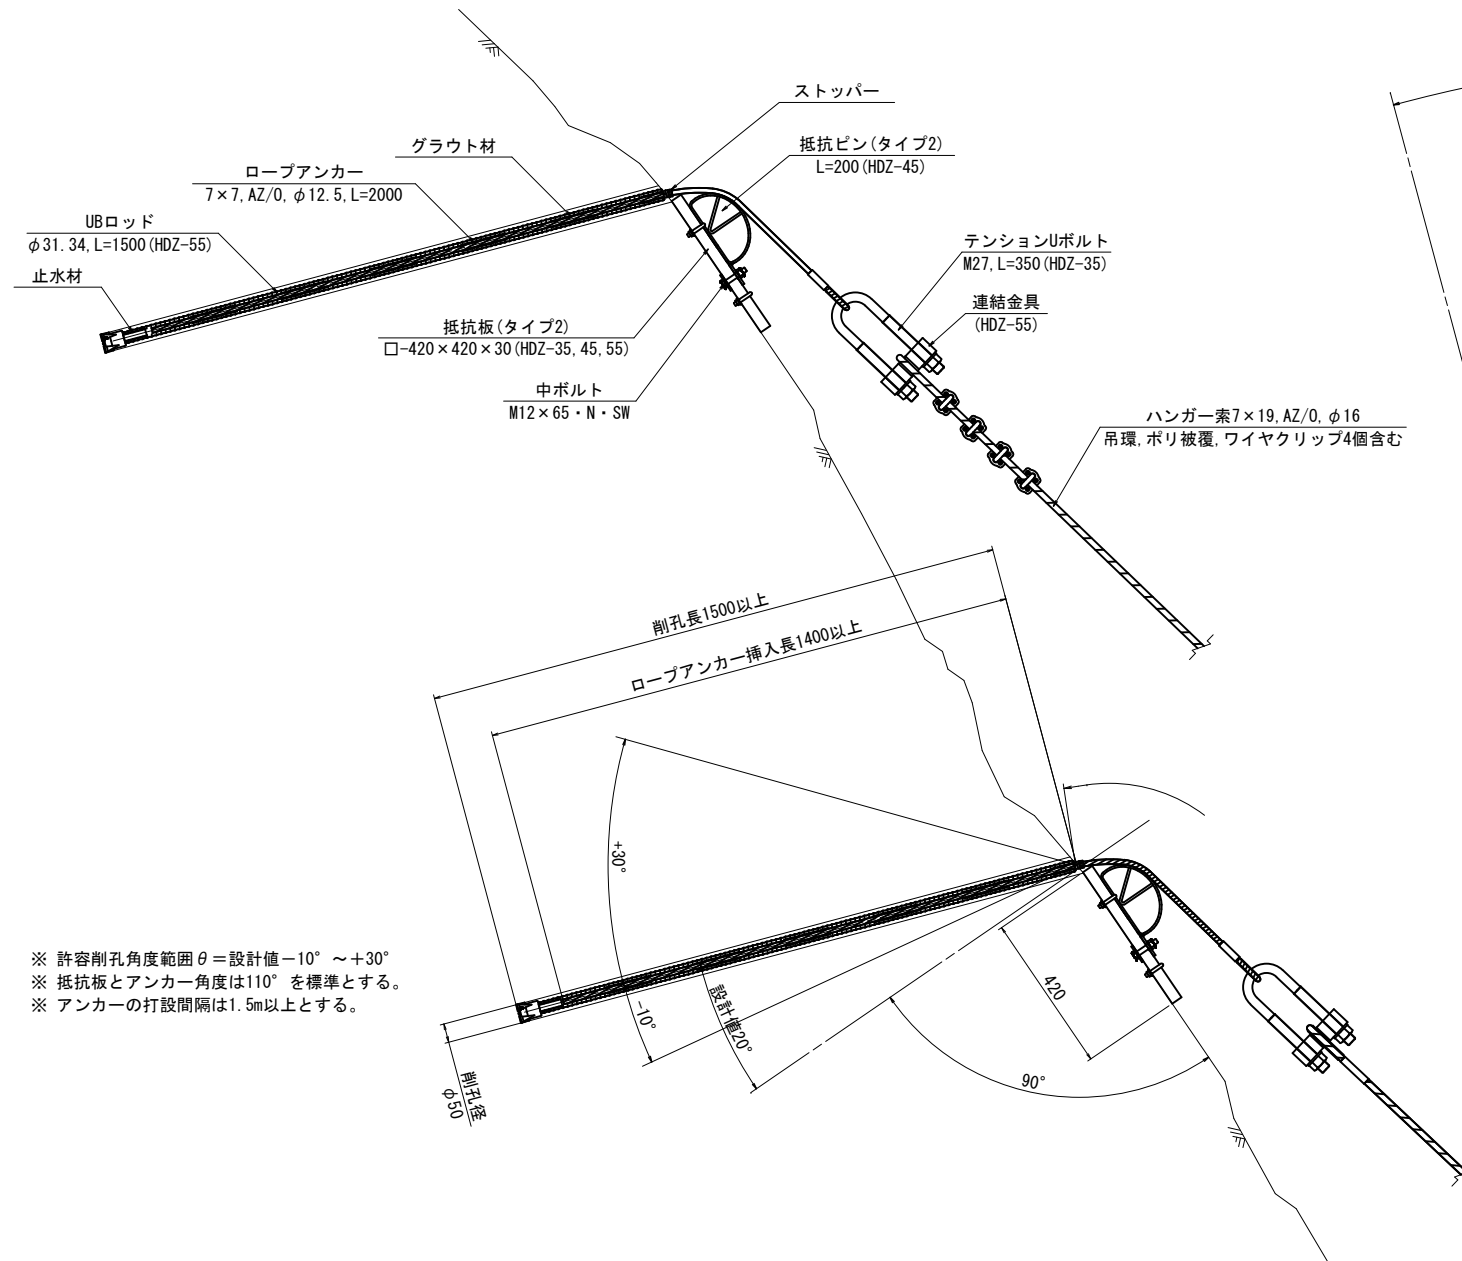 ストッパー
抵抗ピン(タイプ2)
L=200(HDZ-45)
グラウト材
ロープアンカー
7×7,AZ/O,φ12.5,L=2000
UBロッド
φ31.34,L=1500(HDZ-55)
止水材
テンションUボルト
M27,L=350(HDZ-35)
連結金具
(HDZ-55)
抵抗板(タイプ2)
□-420×420×30(HDZ-35,45,55)
中ボルト
M12×65・N・SW
ハンガー索7×19,AZ/O,φ16
吊環,ポリ被覆,ワイヤクリップ4個含む
削孔長1500以上
ロープアンカー挿入長1400以上
+30°
-10°
設計値20°
420
90°
削孔径
φ50
※ 許容削孔角度範囲θ=設計値-10° ~+30°
※ 抵抗板とアンカー角度は110° を標準とする。
※ アンカーの打設間隔は1.5m以上とする。